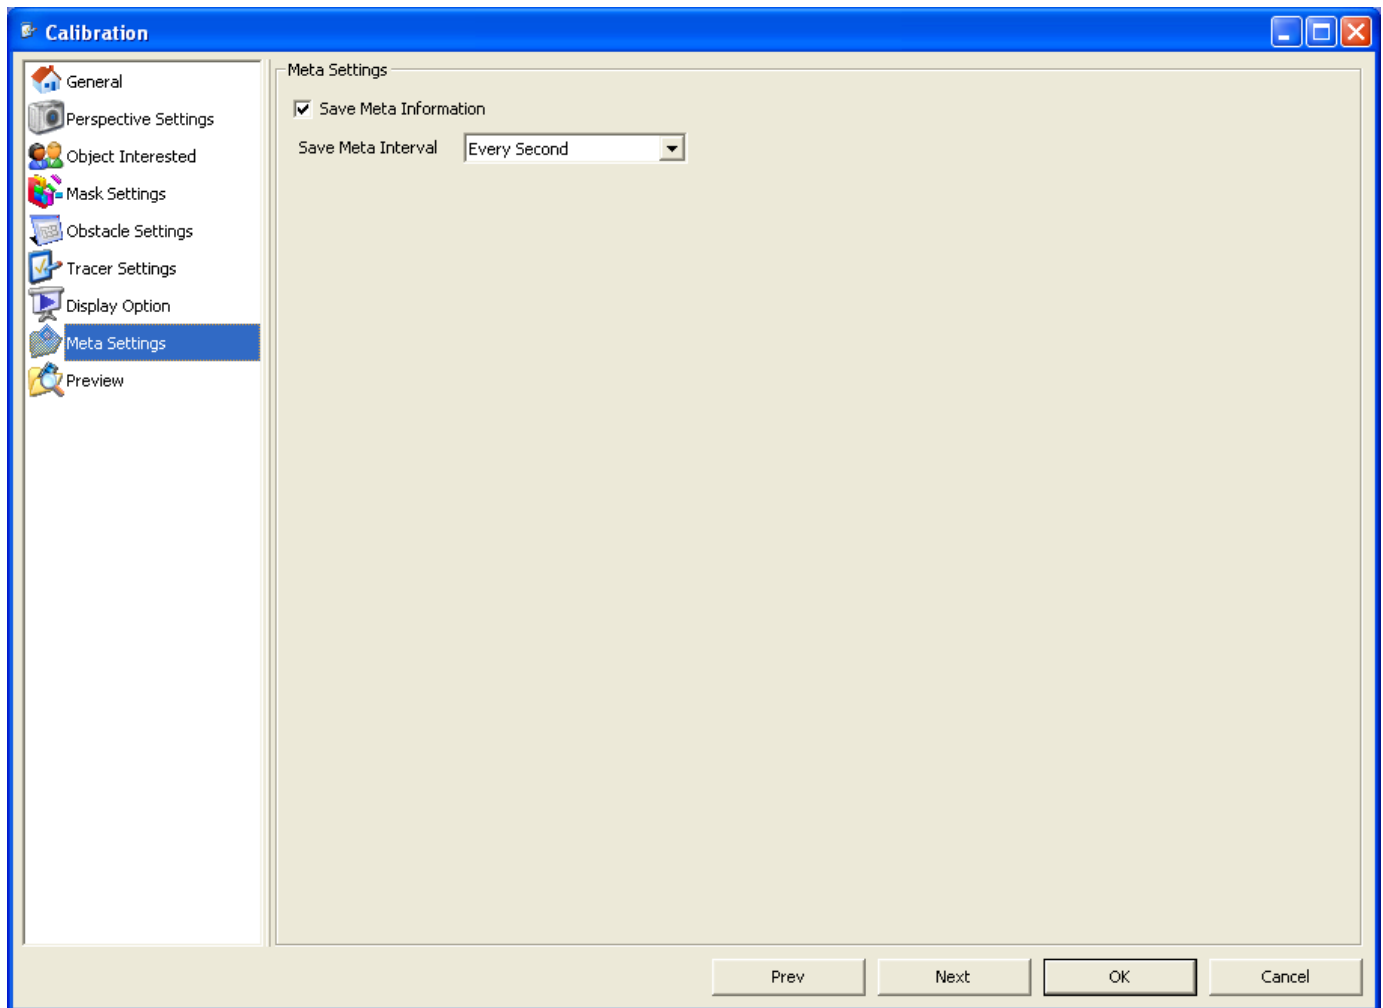 Calibration
General
Perspective Settings
Object Interested
Mask Settings
Obstacle Settings
Tracer Settings
Display Option
Meta Settings
Preview
Meta Settings
Save Meta Information
Save Meta Interval Every Second
Prev Next OK Cancel